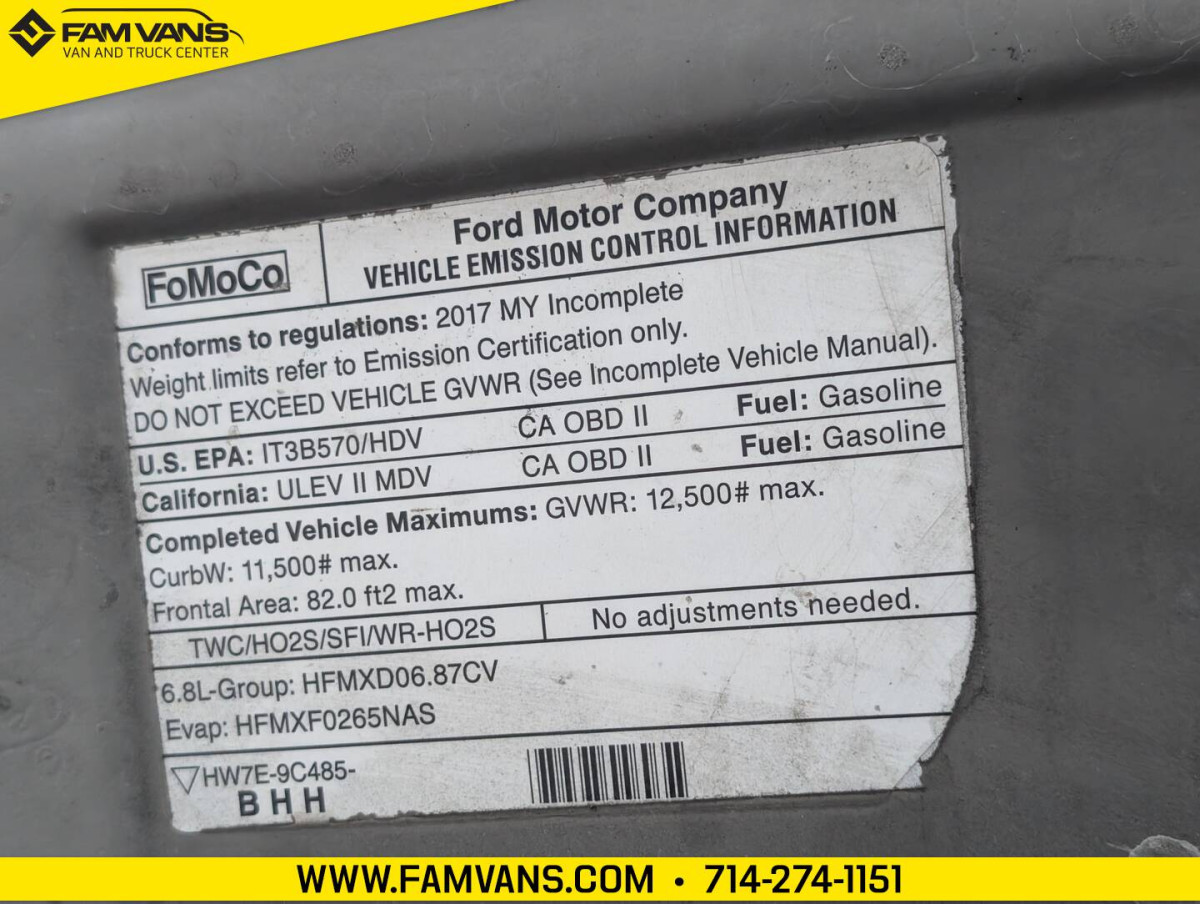 FAM VANS
VAN AND TRUCK CENTER
FoMoCo
Ford Motor Company
VEHICLE EMISSION CONTROL INFORMATION
Conforms to regulations: 2017 MY Incomplete
Weight limits refer to Emission Certification only.
DO NOT EXCEED VEHICLE GVWR (See Incomplete Vehicle Manual).
U.S. EPA: IT3B570/HDV CA OBD II Fuel: Gasoline
California: ULEV II MDV CA OBD II Fuel: Gasoline
Completed Vehicle Maximums: GVWR: 12,500# max.
CurbW: 11,500# max.
Frontal Area: 82.0 ft2 max.
TWC/HO2S/SFI/WR-HO2S No adjustments needed.
6.8L-Group: HFMXD06.87CV
Evap: HFMXF0265NAS
HW7E-9C485-
B H H
WWW.FAMVANS.COM • 714-274-1151